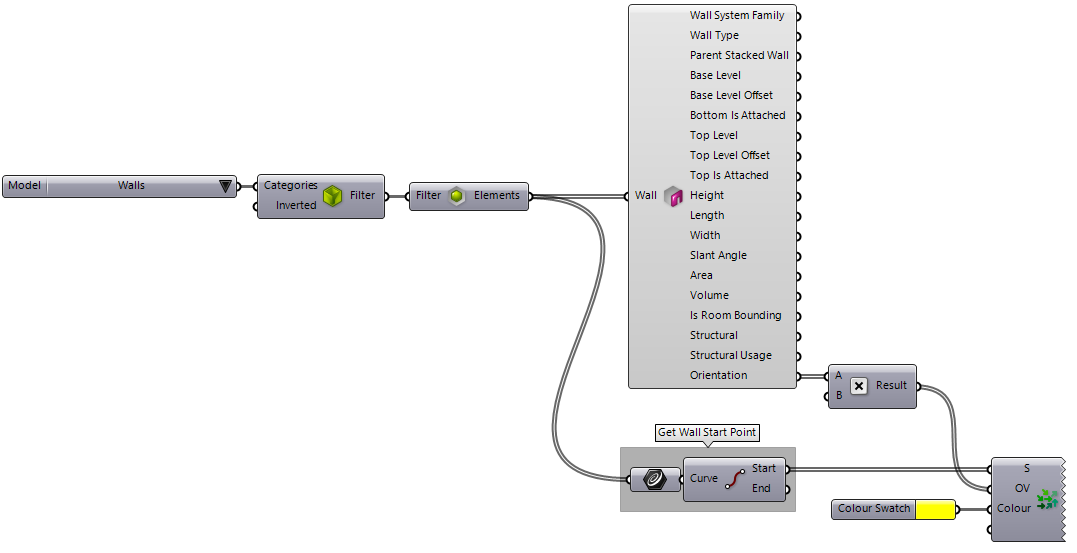 Model Walls
Categories
Inverted
Filter
Filter Elements
Wall
Wall System Family
Wall Type
Parent Stacked Wall
Base Level
Base Level Offset
Bottom Is Attached
Top Level
Top Level Offset
Top Is Attached
Height
Length
Width
Slant Angle
Area
Volume
Is Room Bounding
Structural
Structural Usage
Orientation
A
B
Result
Get Wall Start Point
Curve
Start
End
Colour Swatch
S
OV
Colour